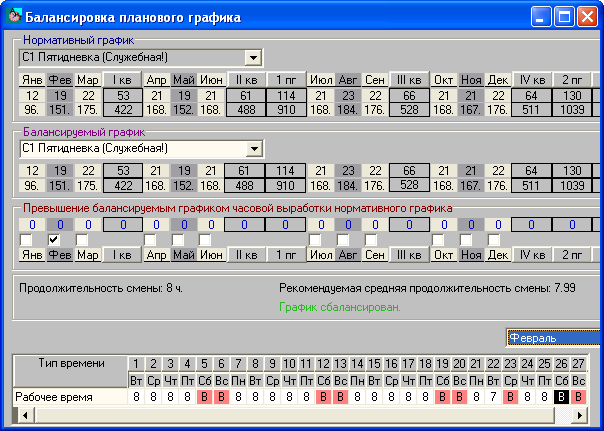 Балансировка планового графика
Нормативный график
С1 Пятидневка (Служебная!)
Янв Фев Мар I кв Апр Май Июн II кв 1 пг Июл Авг Сен III кв Окт Ноя Дек IV кв 2 пг
12 19 22 53 21 19 21 61 114 21 23 22 66 21 21 22 64 130
96. 151. 175. 422 168. 152. 168. 488 910 168. 184. 176. 528 168. 167. 176. 511 1039
Балансируемый график
С1 Пятидневка (Служебная!)
12 19 22 53 21 19 21 61 114 21 23 22 66 21 21 22 64 130
96. 151. 175. 422 168. 152. 168. 488 910 168. 184. 176. 528 168. 167. 176. 511 1039
Превышение балансируемым графиком часовой выработки нормативного графика
0 0 0 0 0 0 0 0 0 0 0 0 0 0 0 0 0 0
Янв Фев Мар I кв Апр Май Июн II кв 1 пг Июл Авг Сен III кв Окт Ноя Дек IV кв 2 пг
Продолжительность смены: 8 ч. Рекомендуемая средняя продолжительность смены: 7.99
График сбалансирован.
Февраль
Тип времени 1 2 3 4 5 6 7 8 9 10 11 12 13 14 15 16 17 18 19 20 21 22 23 24 25 26 27
Вт Ср Чт Пт Сб Вс Пн Вт Ср Чт Пт Сб Вс Пн Вт Ср Чт Пт Сб Вс Пн Вт Ср Чт Пт Сб Вс
Рабочее время 8 8 8 8 В В 8 8 8 8 8 В В 8 8 8 8 8 В В 8 7 В 8 8 В В